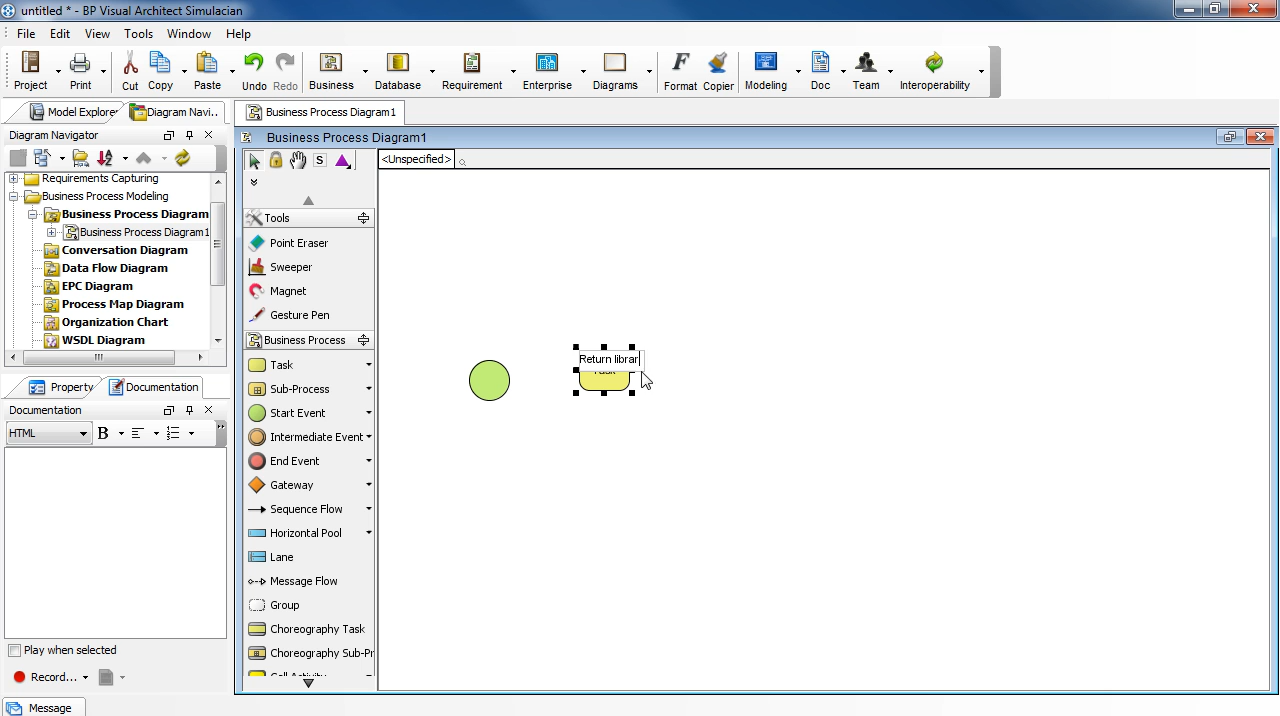 untitled * - BP Visual Architect Simulacian
File Edit View Tools Window Help
Project Print Cut Copy Paste Undo Redo Business Database Requirement Enterprise Diagrams Format Copier Modeling Doc Team Interoperability
Model Explorer Diagram Navi... Business Process Diagram1
Diagram Navigator
Business Process Diagram1
S <Unspecified>
Requirements Capturing
Business Process Modeling
Business Process Diagram
Business Process Diagram1
Conversation Diagram
Data Flow Diagram
EPC Diagram
Process Map Diagram
Organization Chart
WSDL Diagram
Tools
Point Eraser
Sweeper
Magnet
Gesture Pen
Business Process
Task
Sub-Process
Start Event
Intermediate Event
End Event
Gateway
Sequence Flow
Horizontal Pool
Lane
Message Flow
Group
Choreography Task
Choreography Sub-Pr
Call Activity
Return librar
Task
Property Documentation
Documentation
HTML B
Play when selected
Record...
Message